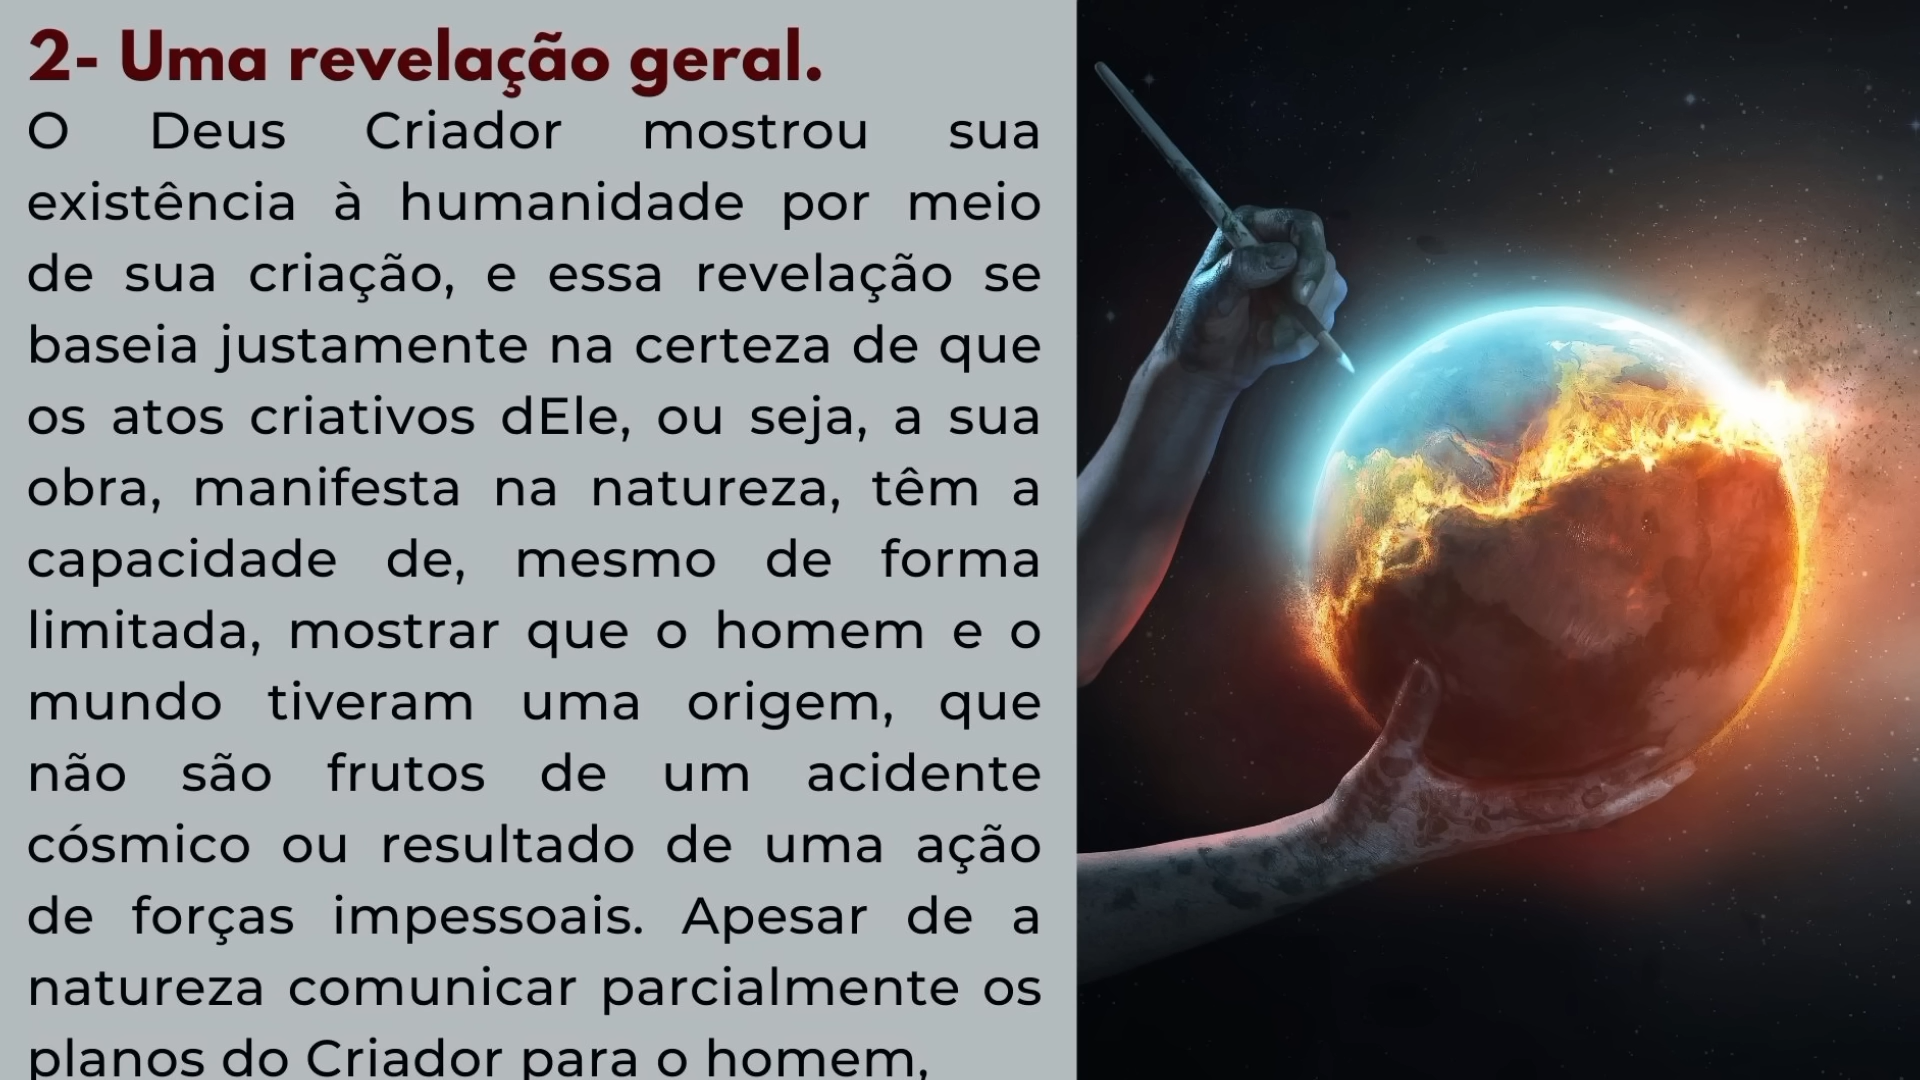 2- Uma revelação geral.
O Deus Criador mostrou sua
existência à humanidade por meio
de sua criação, e essa revelação se
baseia justamente na certeza de que
os atos criativos dEle, ou seja, a sua
obra, manifesta na natureza, têm a
capacidade de, mesmo de forma
limitada, mostrar que o homem e o
mundo tiveram uma origem, que
não são frutos de um acidente
cósmico ou resultado de uma ação
de forças impessoais. Apesar de a
natureza comunicar parcialmente os
planos do Criador para o homem,